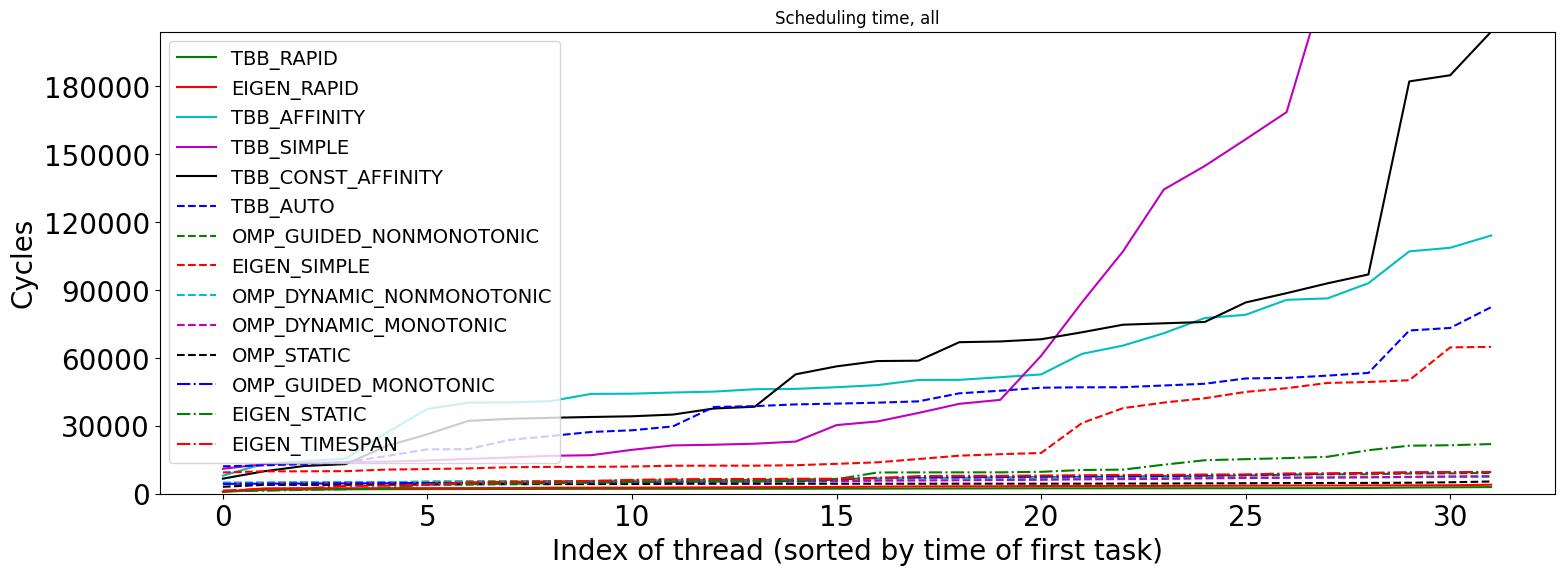 Scheduling time, all
TBB_RAPID
EIGEN_RAPID
TBB_AFFINITY
TBB_SIMPLE
TBB_CONST_AFFINITY
TBB_AUTO
OMP_GUIDED_NONMONOTONIC
EIGEN_SIMPLE
OMP_DYNAMIC_NONMONOTONIC
OMP_DYNAMIC_MONOTONIC
OMP_STATIC
OMP_GUIDED_MONOTONIC
EIGEN_STATIC
EIGEN_TIMESPAN
180000
150000
120000
90000
60000
30000
0
Cycles
0 5 10 15 20 25 30
Index of thread (sorted by time of first task)